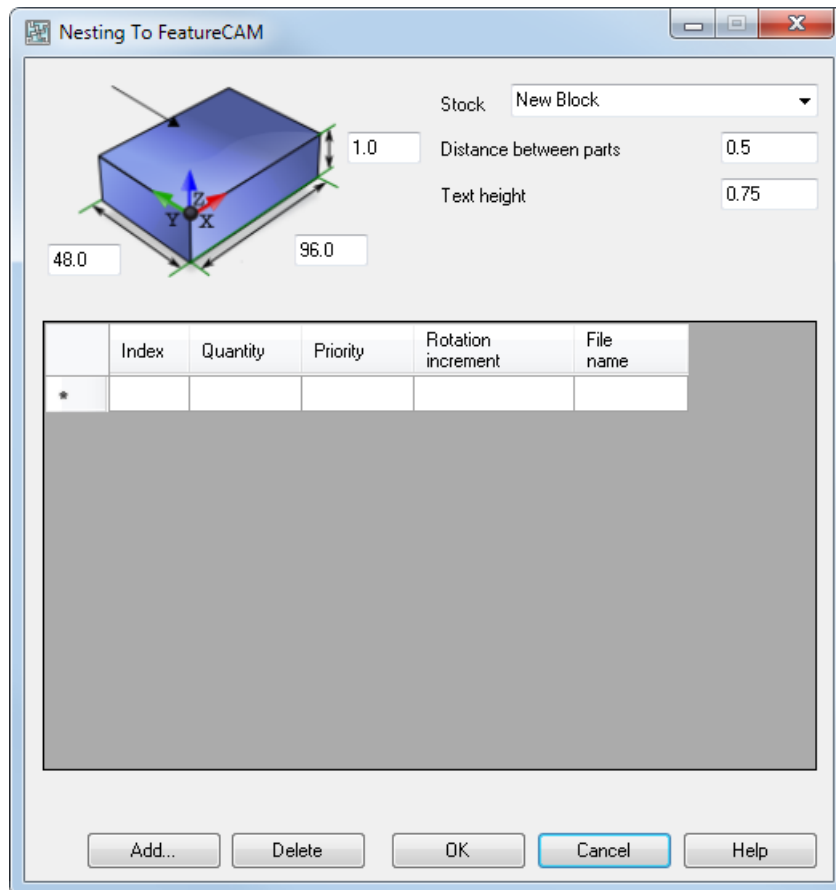 Nesting To FeatureCAM
Stock New Block
1.0 Distance between parts 0.5
Z Text height 0.75
Y X
48.0 96.0
Index Quantity Priority Rotation increment File name
*
Add... Delete OK Cancel Help